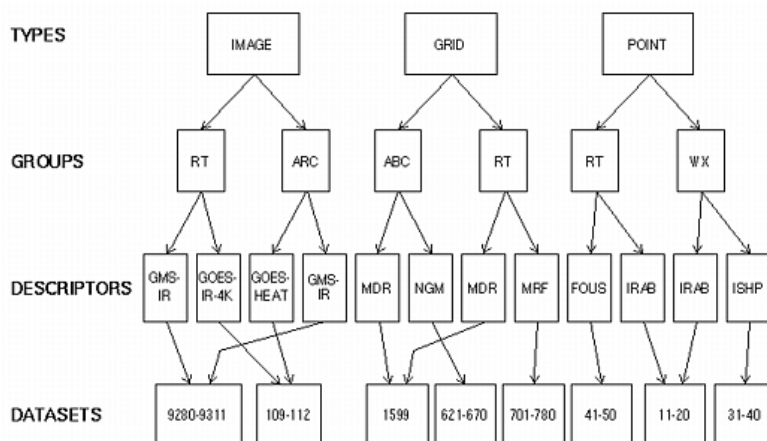 TYPES
IMAGE GRID POINT
GROUPS
RT ARC ABC RT RT WX
DESCRIPTORS
GMS-
IR
GOES-
IR-4K
GOES-
HEAT
GMS-
IR
MDR NGM MDR MRF FOUS IRAB IRAB ISHP
DATASETS
9280-9311 109-112 1599 621-670 701-780 41-50 11-20 31-40